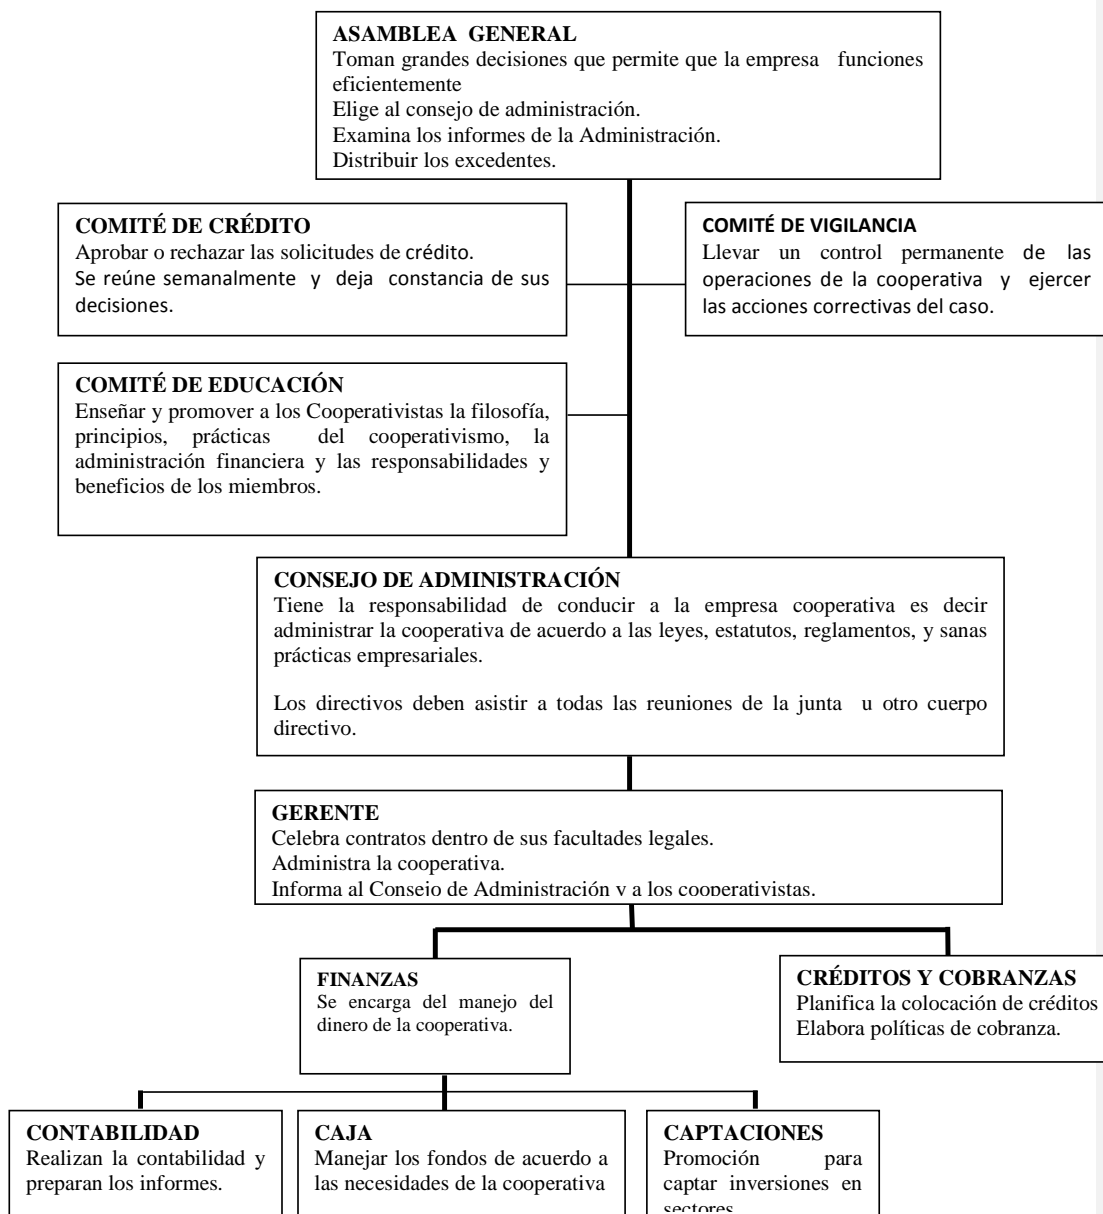 ASAMBLEA GENERAL
Toman grandes decisiones que permite que la empresa funciones
eficientemente
Elige al consejo de administración.
Examina los informes de la Administración.
Distribuir los excedentes.
COMITÉ DE CRÉDITO
Aprobar o rechazar las solicitudes de crédito.
Se reúne semanalmente y deja constancia de sus
decisiones.
COMITÉ DE VIGILANCIA
Llevar un control permanente de las
operaciones de la cooperativa y ejercer
las acciones correctivas del caso.
COMITÉ DE EDUCACIÓN
Enseñar y promover a los Cooperativistas la filosofía,
principios, prácticas del cooperativismo, la
administración financiera y las responsabilidades y
beneficios de los miembros.
CONSEJO DE ADMINISTRACIÓN
Tiene la responsabilidad de conducir a la empresa cooperativa es decir
administrar la cooperativa de acuerdo a las leyes, estatutos, reglamentos, y sanas
prácticas empresariales.
Los directivos deben asistir a todas las reuniones de la junta u otro cuerpo
directivo.
GERENTE
Celebra contratos dentro de sus facultades legales.
Administra la cooperativa.
Informa al Consejo de Administración y a los cooperativistas.
FINANZAS
Se encarga del manejo del
dinero de la cooperativa.
CRÉDITOS Y COBRANZAS
Planifica la colocación de créditos
Elabora políticas de cobranza.
CONTABILIDAD
Realizan la contabilidad y
preparan los informes.
CAJA
Manejar los fondos de acuerdo a
las necesidades de la cooperativa
CAPTACIONES
Promoción para
captar inversiones en
sectores